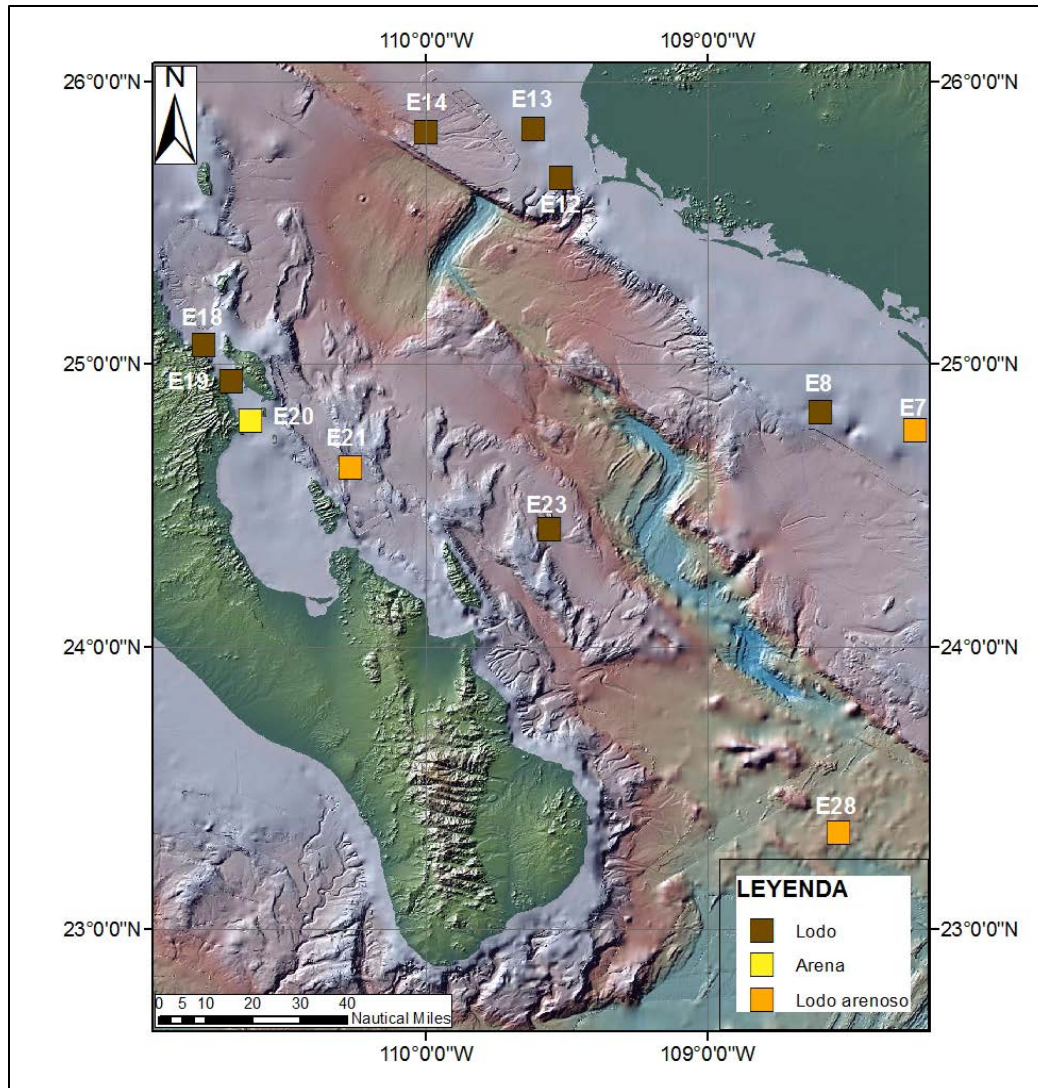 110°0'0"W 109°0'0"W
26°0'0"N 26°0'0"N
N
E14 E13
E12
25°0'0"N 25°0'0"N
E18
E19
E8 E7
E20
E21
E23
24°0'0"N 24°0'0"N
E28
LEYENDA
23°0'0"N 23°0'0"N
Lodo
Arena
Lodo arenoso
0 5 10 20 30 40
Nautical Miles
110°0'0"W 109°0'0"W